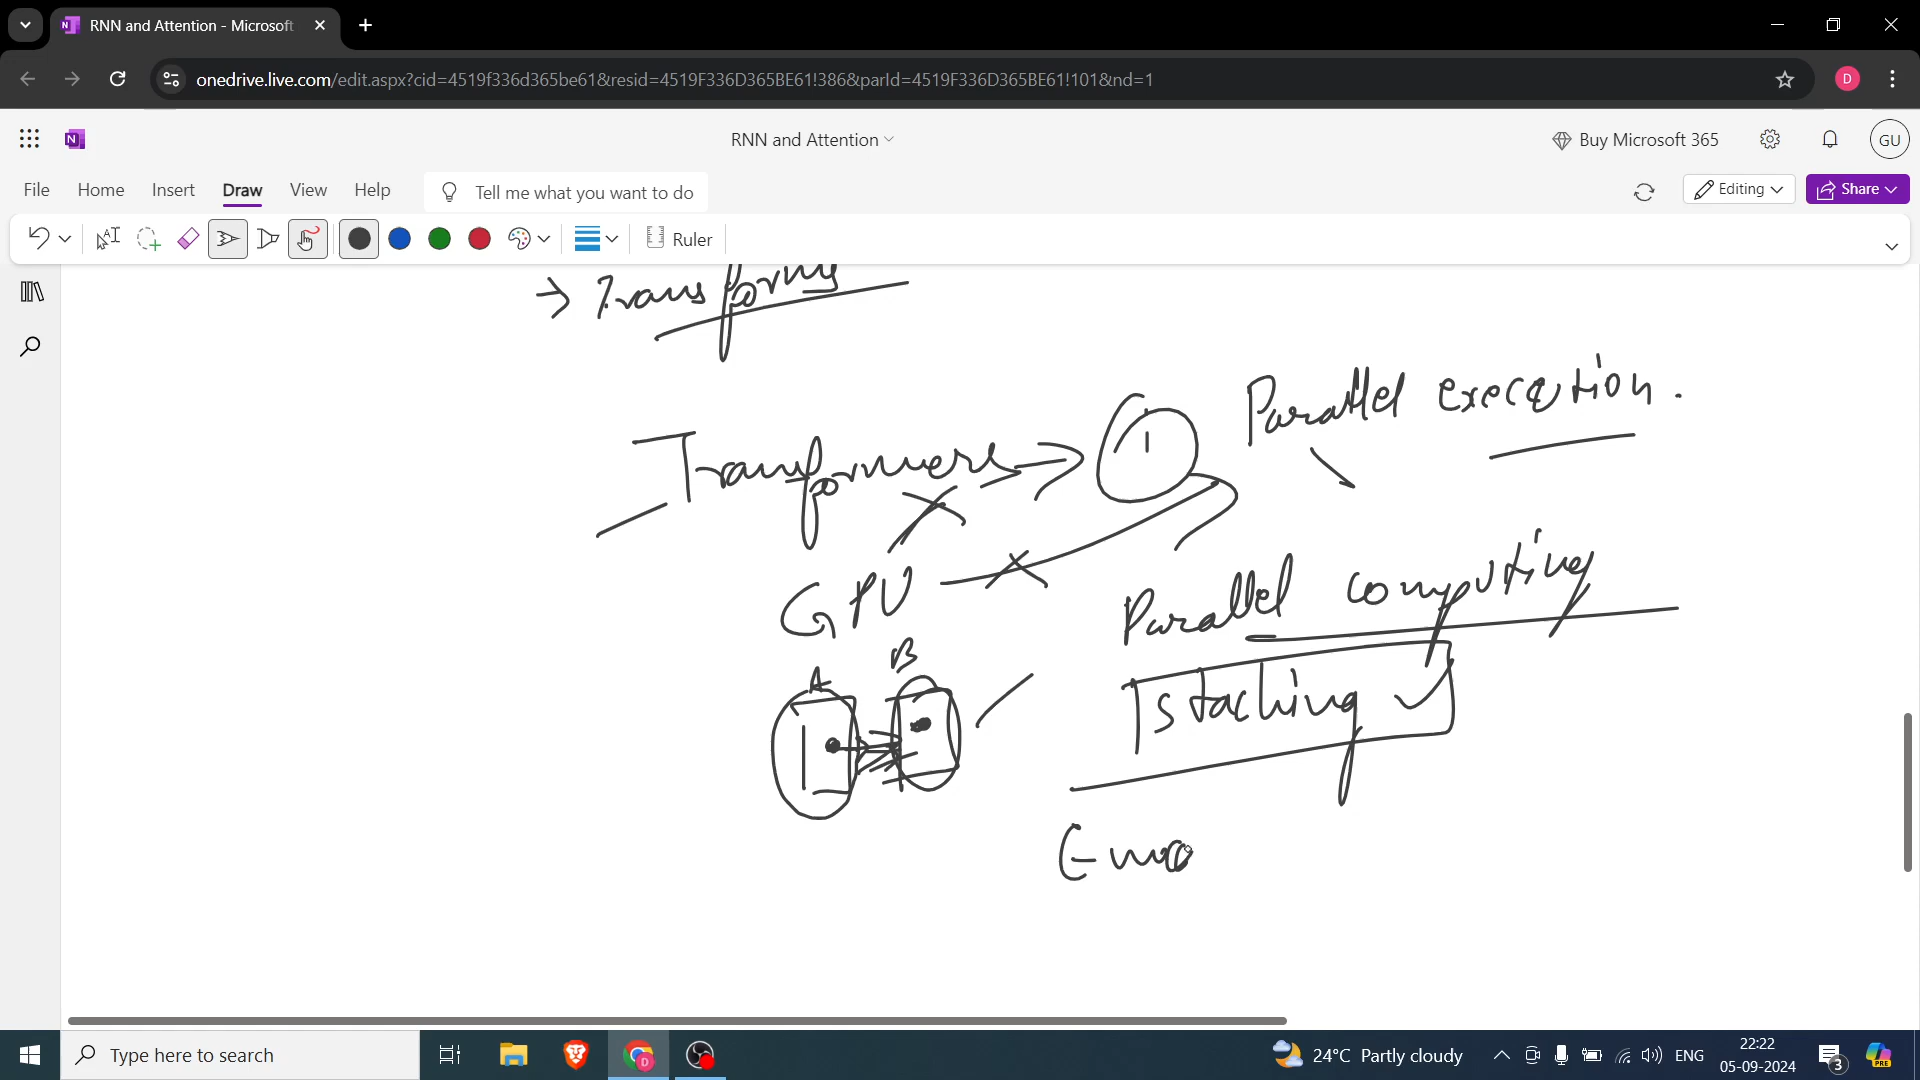 RNN and Attention - Microsoft
onedrive.live.com/edit.aspx?cid=4519f336d365be61&resid=4519F336D365BE61!386&parId=4519F336D365BE61!101&nd=1
D
N
RNN and Attention
Buy Microsoft 365
GU
File Home Insert Draw View Help
Tell me what you want to do
Editing
Share
Ruler
→ Transforms
Parallel execution.
Transformers → 1
GPU
Parallel computing
A B
stacking ✓
Type here to search
24°C Partly cloudy
ENG
22:22
05-09-2024
3
PRE